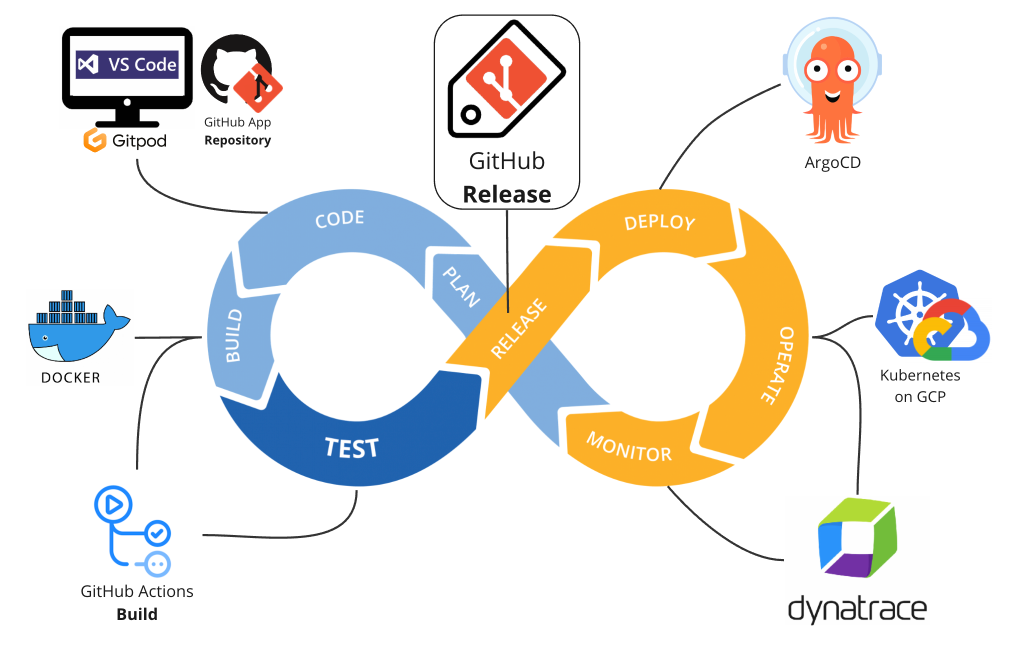 VS Code
Gitpod
GitHub App
Repository
GitHub
Release
ArgoCD
CODE
DEPLOY
PLAN
RELEASE
BUILD
OPERATE
TEST
MONITOR
DOCKER
Kubernetes
on GCP
GitHub Actions
Build
dynatrace